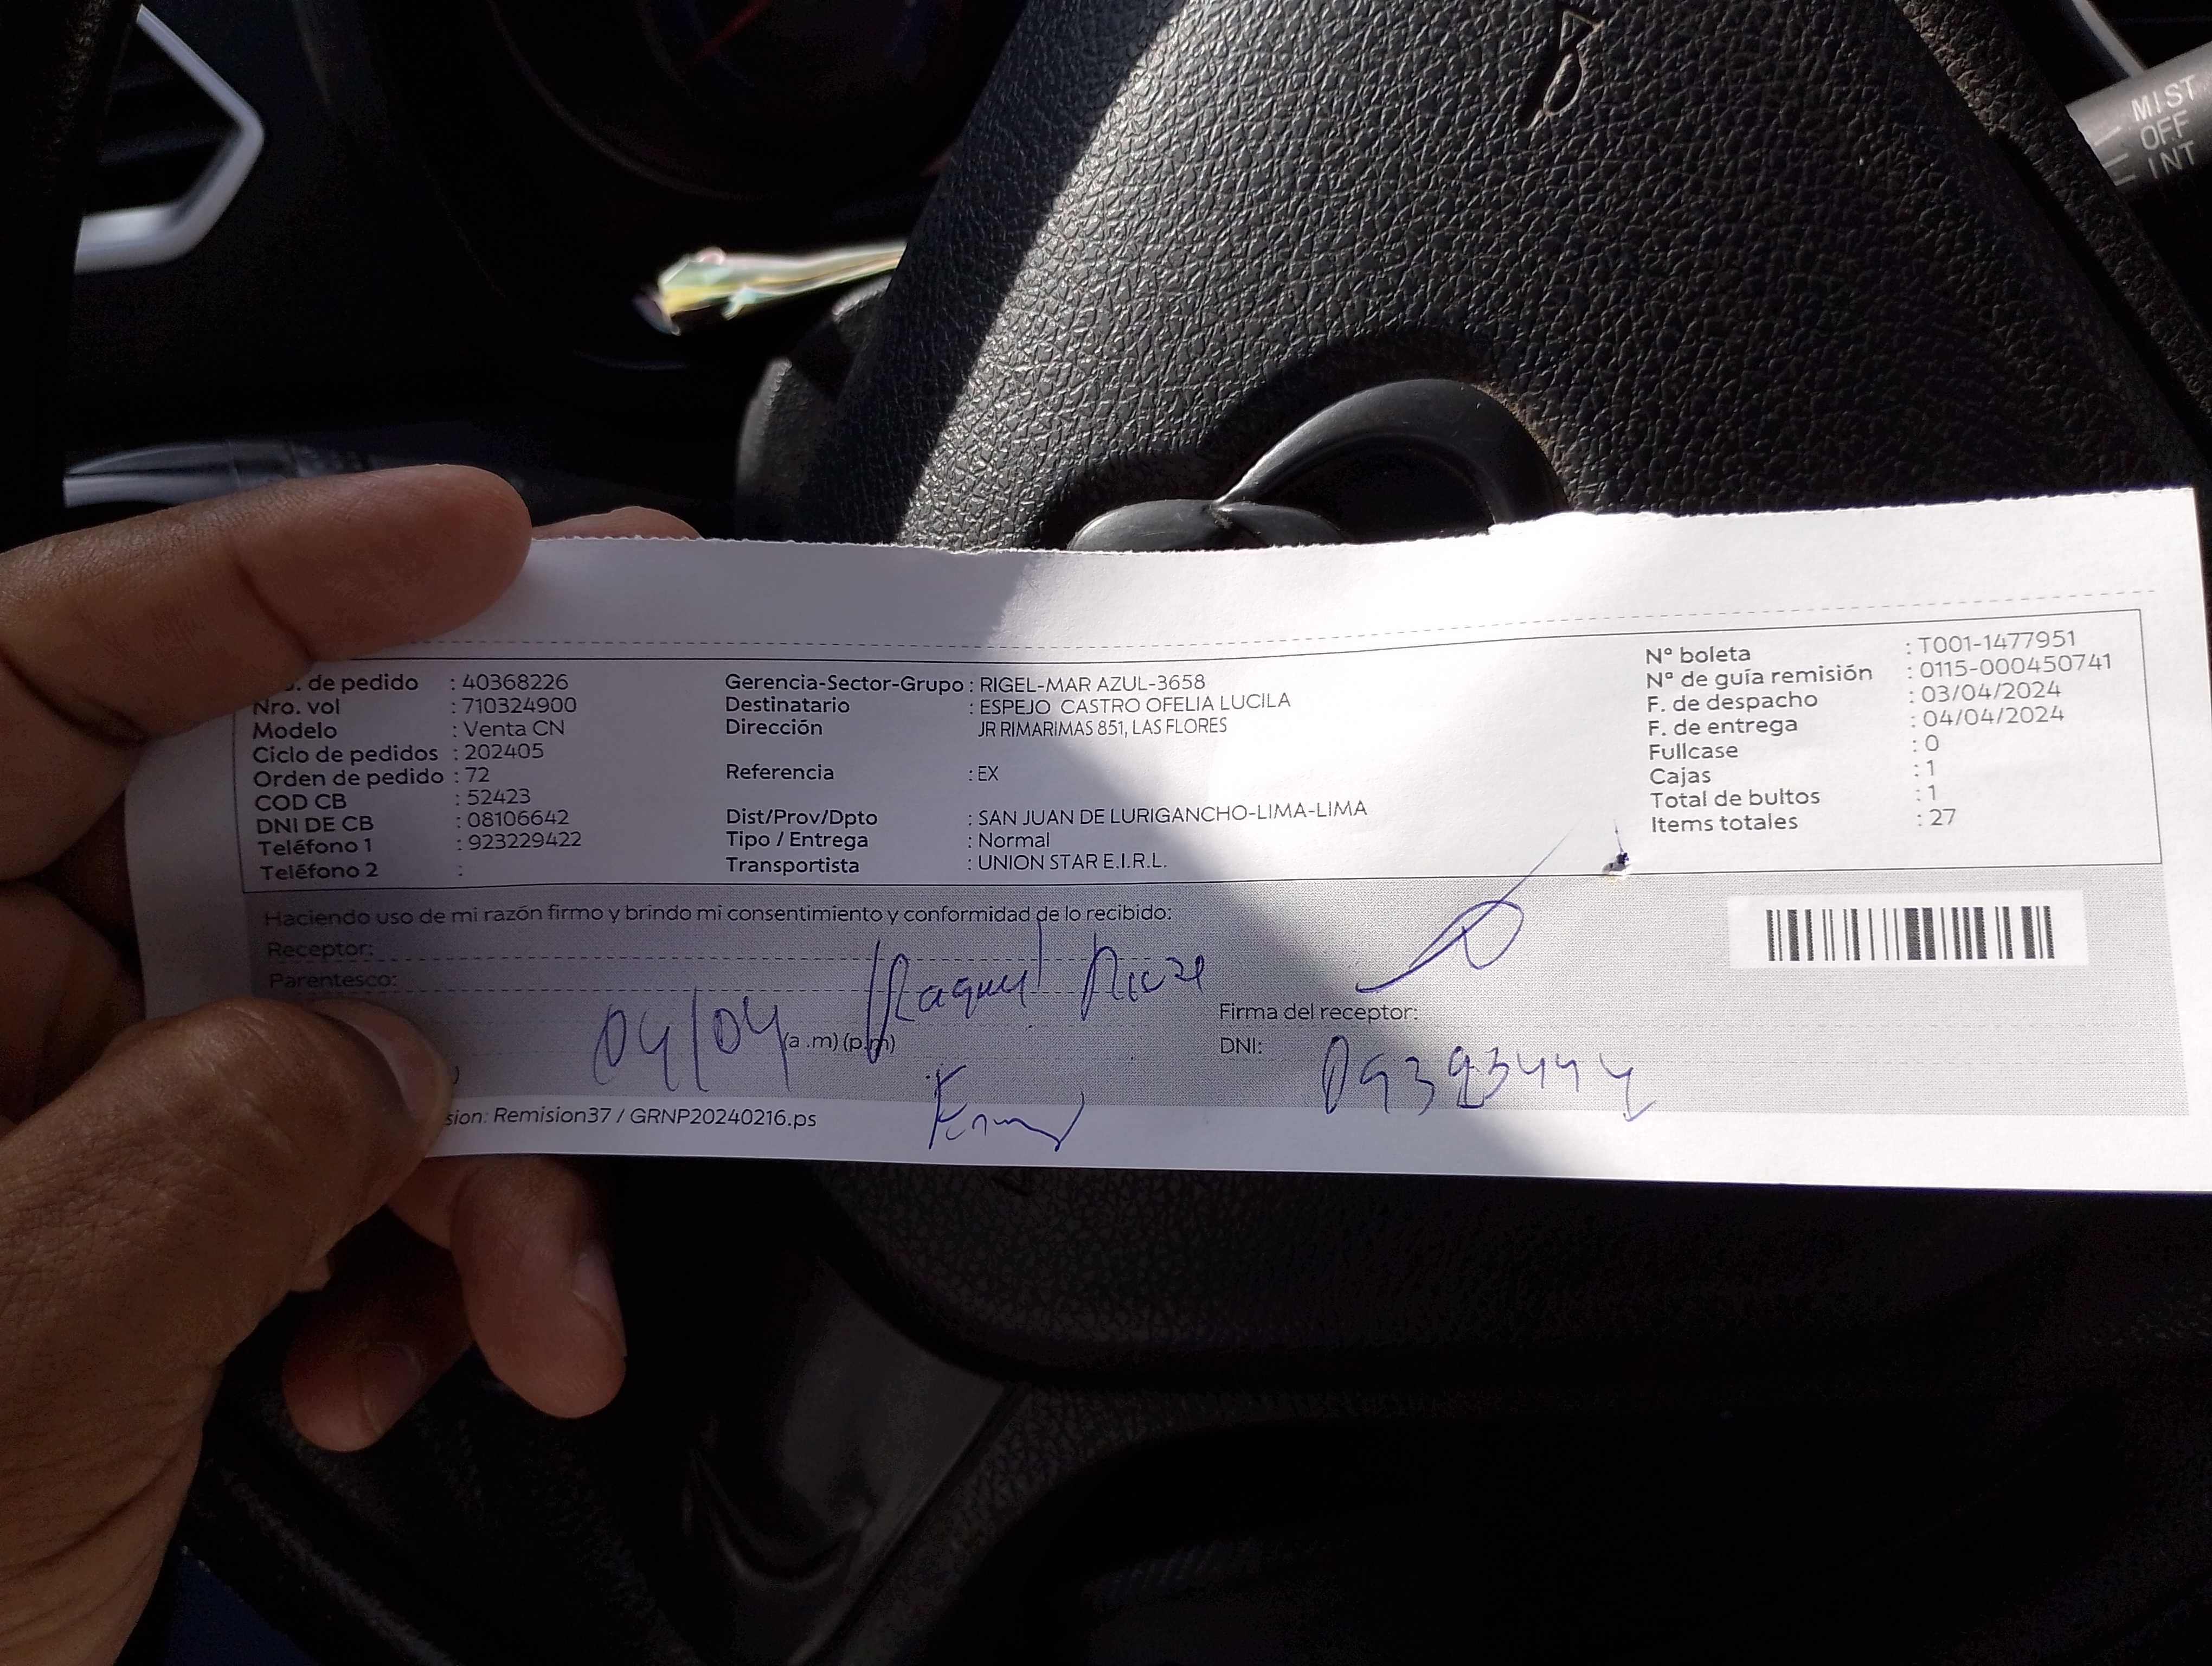 MIST
OFF
INT
. de pedido : 40368226
Nro. vol : 710324900
Modelo : Venta CN
Ciclo de pedidos : 202405
Orden de pedido : 72
COD CB : 52423
DNI DE CB : 08106642
Teléfono 1 : 923229422
Teléfono 2 :
Gerencia-Sector-Grupo : RIGEL-MAR AZUL-3658
Destinatario : ESPEJO CASTRO OFELIA LUCILA
Dirección JR RIMARIMAS 851, LAS FLORES
Referencia : EX
Dist/Prov/Dpto : SAN JUAN DE LURIGANCHO-LIMA-LIMA
Tipo / Entrega : Normal
Transportista : UNION STAR E.I.R.L.
N° boleta : T001-1477951
N° de guía remisión : 0115-000450741
F. de despacho : 03/04/2024
F. de entrega : 04/04/2024
Fullcase : 0
Cajas : 1
Total de bultos : 1
Items totales : 27
Haciendo uso de mi razón firmo y brindo mi consentimiento y conformidad de lo recibido:
Receptor:
Parentesco:
Raquel
04/04 (a .m) (p.m)
Firma del receptor:
DNI:
sion: Remision37 / GRNP20240216.ps